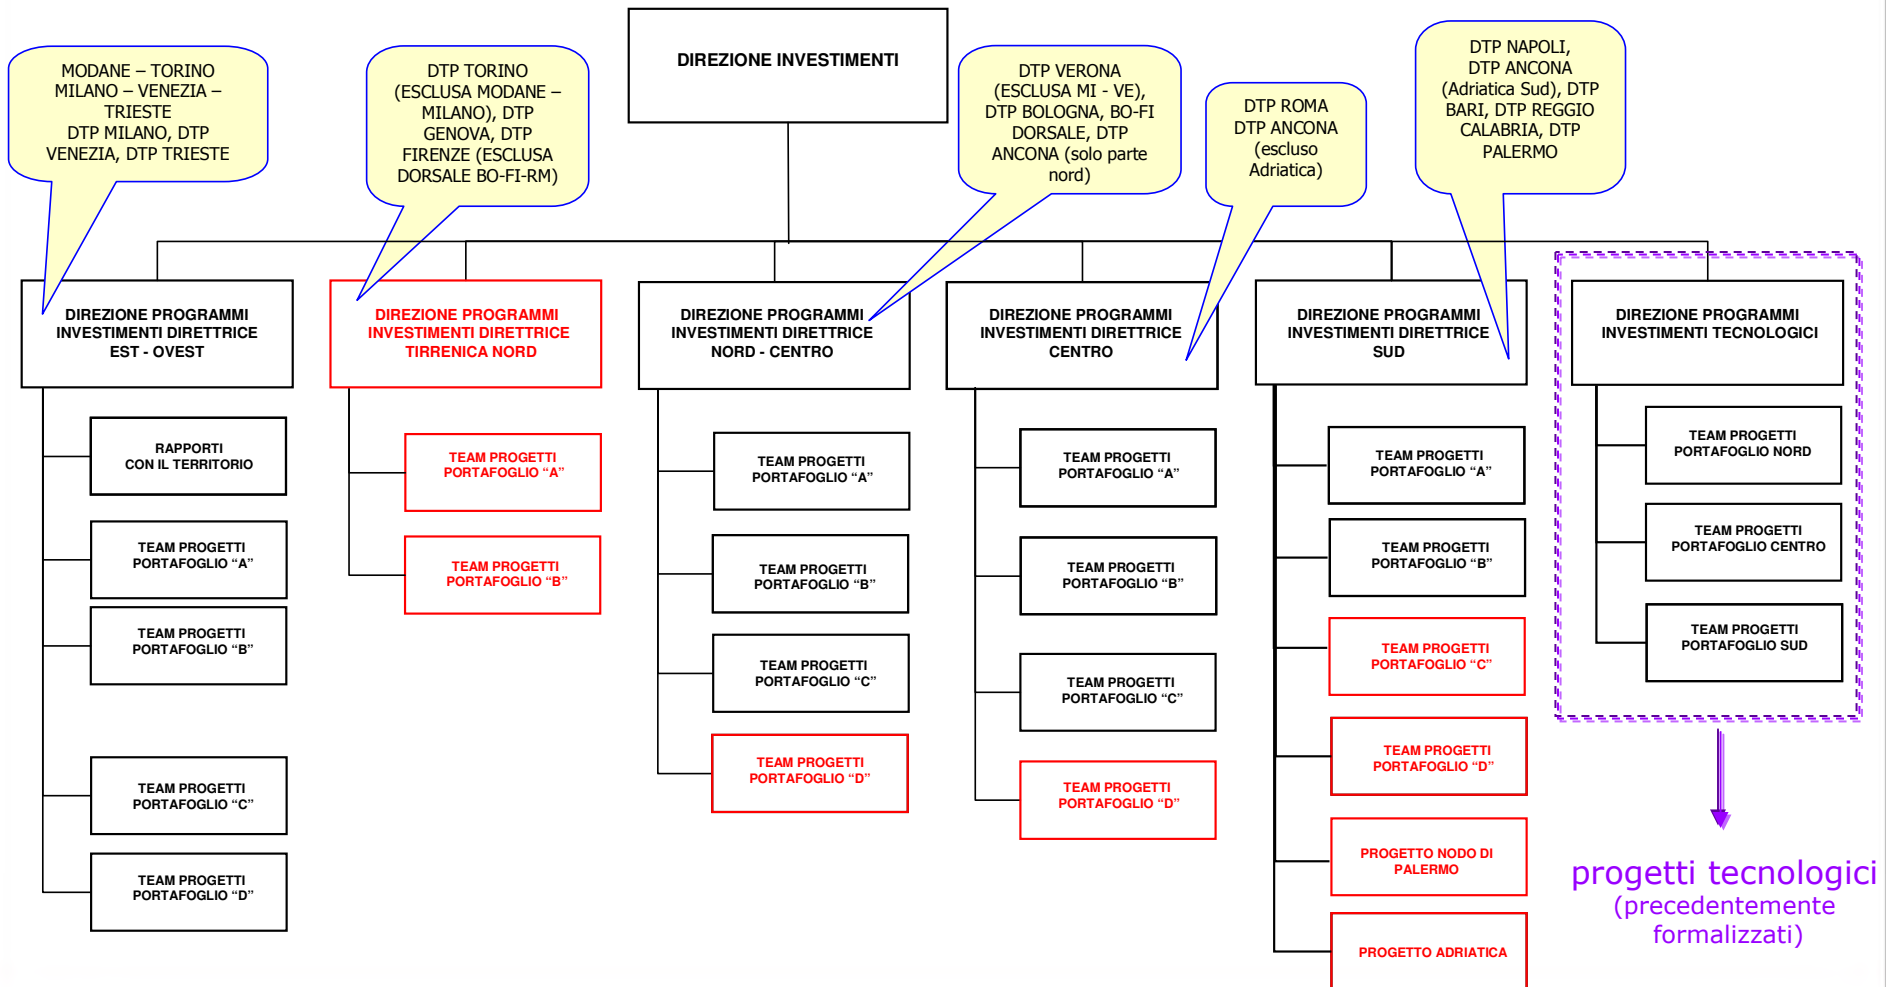 DIREZIONE INVESTIMENTI
MODANE – TORINO
MILANO – VENEZIA –
TRIESTE
DTP MILANO, DTP
VENEZIA, DTP TRIESTE
DTP TORINO
(ESCLUSA MODANE –
MILANO), DTP
GENOVA, DTP
FIRENZE (ESCLUSA
DORSALE BO-FI-RM)
DTP VERONA
(ESCLUSA MI - VE),
DTP BOLOGNA, BO-FI
DORSALE, DTP
ANCONA (solo parte
nord)
DTP ROMA
DTP ANCONA
(escluso
Adriatica)
DTP NAPOLI,
DTP ANCONA
(Adriatica Sud), DTP
BARI, DTP REGGIO
CALABRIA, DTP
PALERMO
DIREZIONE PROGRAMMI
INVESTIMENTI DIRETTRICE
EST - OVEST
RAPPORTI
CON IL TERRITORIO
TEAM PROGETTI
PORTAFOGLIO “A”
TEAM PROGETTI
PORTAFOGLIO “B”
TEAM PROGETTI
PORTAFOGLIO “C”
TEAM PROGETTI
PORTAFOGLIO “D”
DIREZIONE PROGRAMMI
INVESTIMENTI DIRETTRICE
TIRRENICA NORD
TEAM PROGETTI
PORTAFOGLIO “A”
TEAM PROGETTI
PORTAFOGLIO “B”
DIREZIONE PROGRAMMI
INVESTIMENTI DIRETTRICE
NORD - CENTRO
TEAM PROGETTI
PORTAFOGLIO “A”
TEAM PROGETTI
PORTAFOGLIO “B”
TEAM PROGETTI
PORTAFOGLIO “C”
TEAM PROGETTI
PORTAFOGLIO “D”
DIREZIONE PROGRAMMI
INVESTIMENTI DIRETTRICE
CENTRO
TEAM PROGETTI
PORTAFOGLIO “A”
TEAM PROGETTI
PORTAFOGLIO “B”
TEAM PROGETTI
PORTAFOGLIO “C”
TEAM PROGETTI
PORTAFOGLIO “D”
DIREZIONE PROGRAMMI
INVESTIMENTI DIRETTRICE
SUD
TEAM PROGETTI
PORTAFOGLIO “A”
TEAM PROGETTI
PORTAFOGLIO “B”
TEAM PROGETTI
PORTAFOGLIO “C”
TEAM PROGETTI
PORTAFOGLIO “D”
PROGETTO NODO DI
PALERMO
PROGETTO ADRIATICA
DIREZIONE PROGRAMMI
INVESTIMENTI TECNOLOGICI
TEAM PROGETTI
PORTAFOGLIO NORD
TEAM PROGETTI
PORTAFOGLIO CENTRO
TEAM PROGETTI
PORTAFOGLIO SUD
progetti tecnologici
(precedentemente
formalizzati)